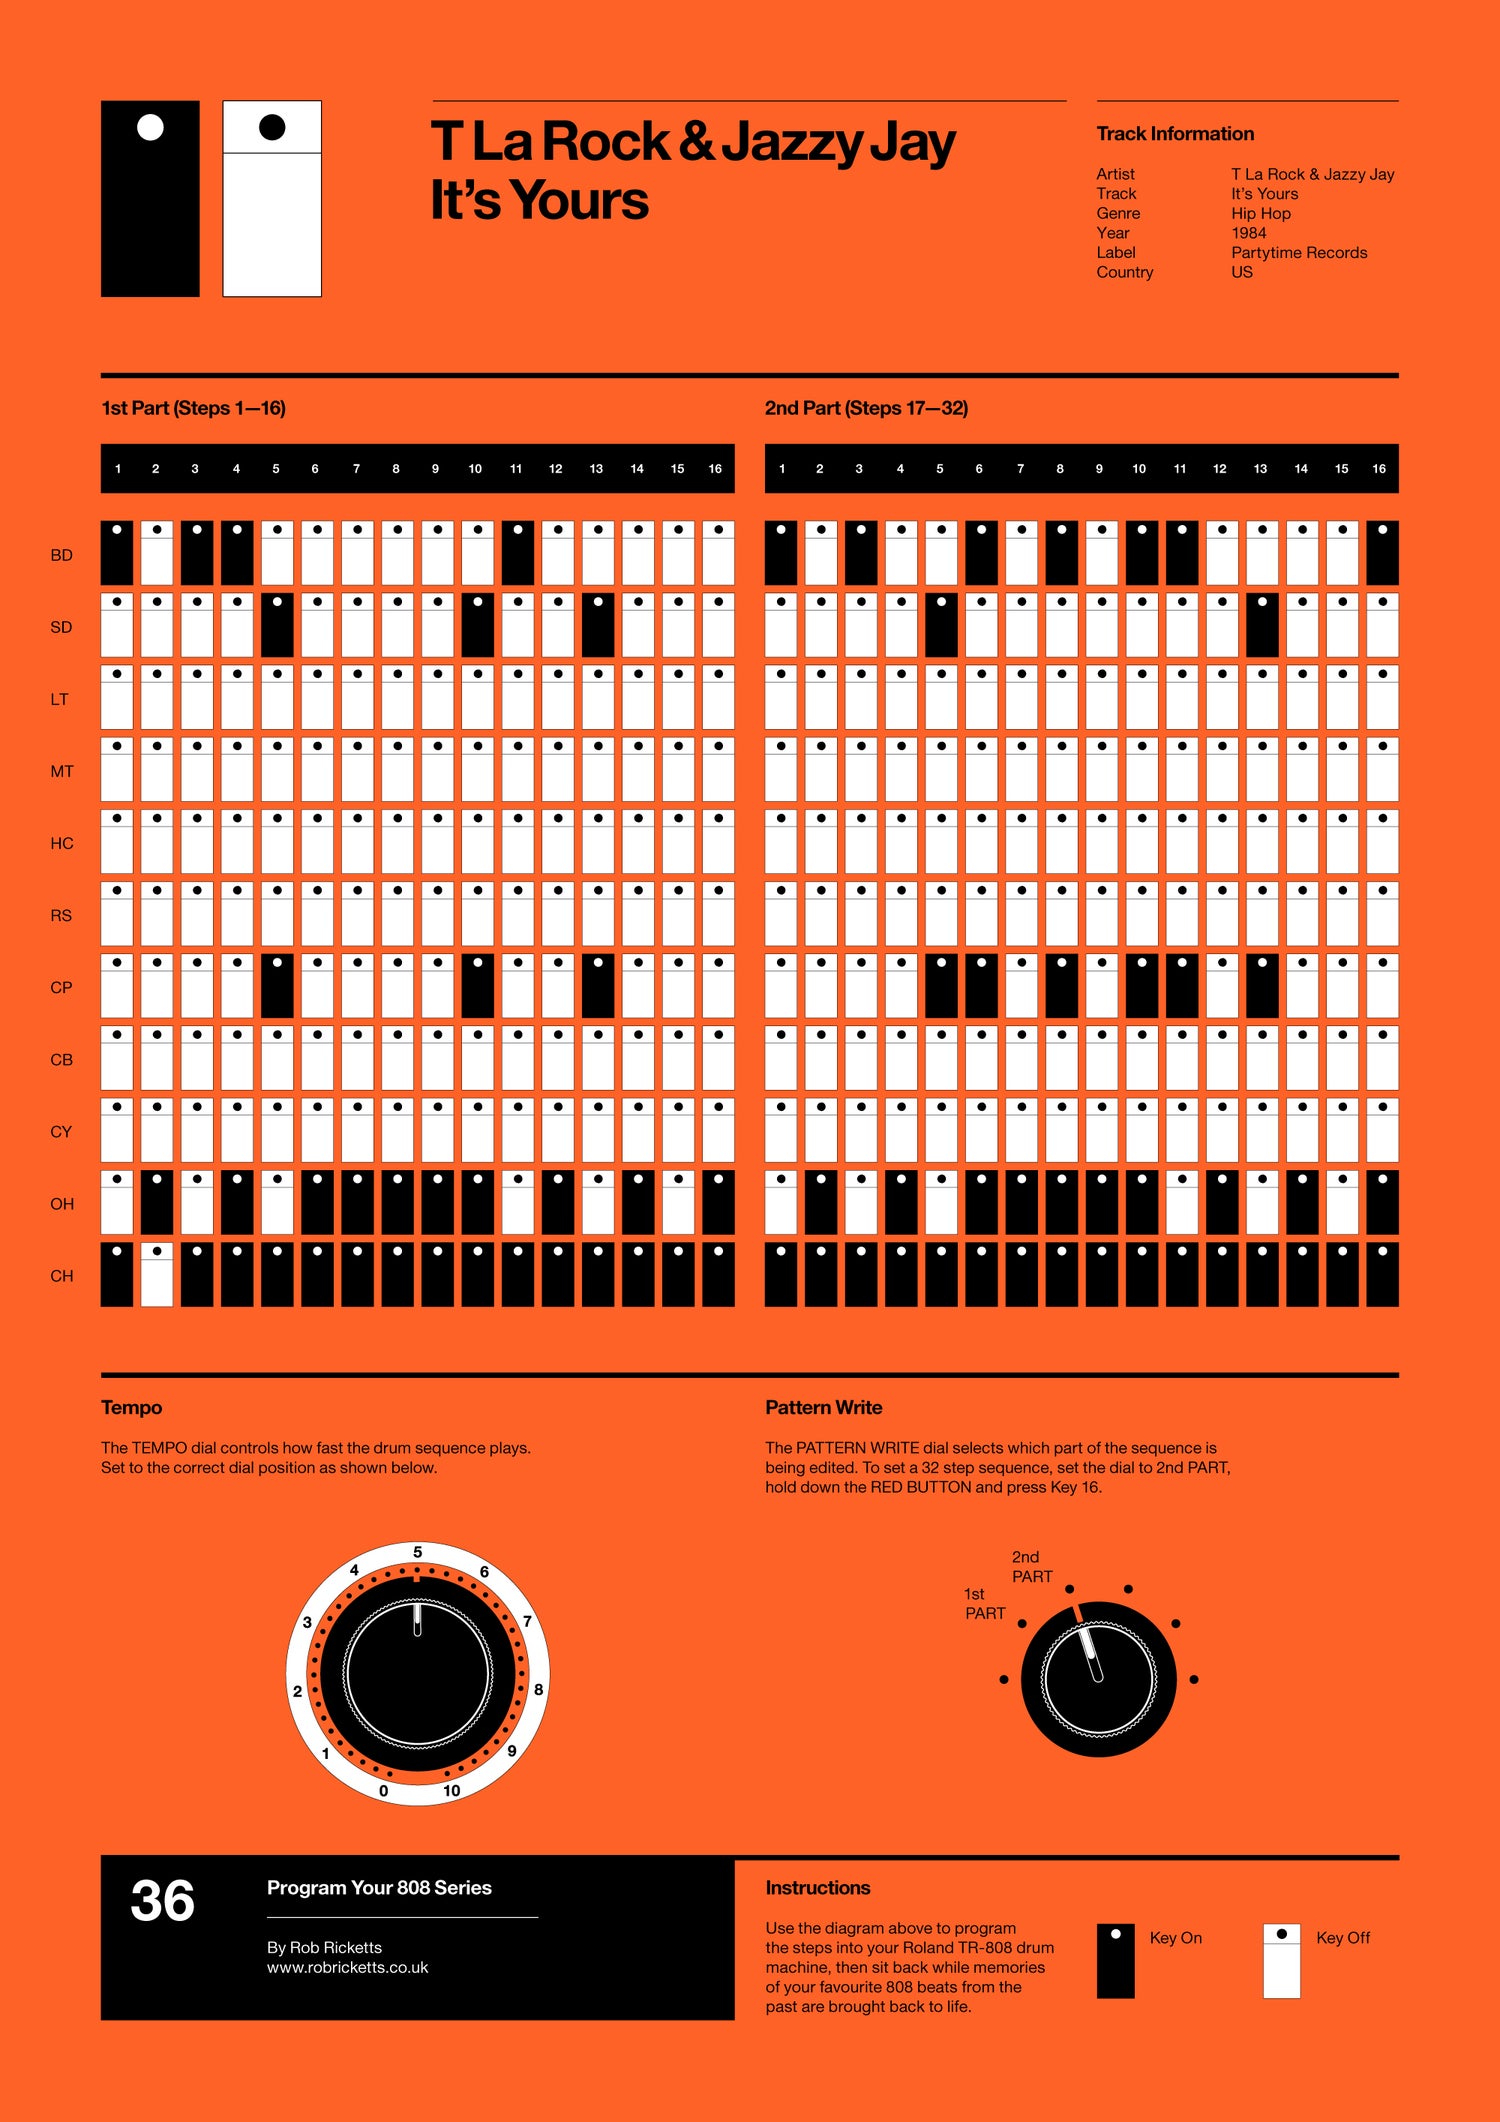 T La Rock & Jazzy Jay
It’s Yours
Track Information
Artist T La Rock & Jazzy Jay
Track It’s Yours
Genre Hip Hop
Year 1984
Label Partytime Records
Country US
1st Part (Steps 1—16)
2nd Part (Steps 17—32)
1 2 3 4 5 6 7 8 9 10 11 12 13 14 15 16
1 2 3 4 5 6 7 8 9 10 11 12 13 14 15 16
BD
SD
LT
MT
HC
RS
CP
CB
CY
OH
CH
Tempo
The TEMPO dial controls how fast the drum sequence plays.
Set to the correct dial position as shown below.
0 1 2 3 4 5 6 7 8 9 10
Pattern Write
The PATTERN WRITE dial selects which part of the sequence is
being edited. To set a 32 step sequence, set the dial to 2nd PART,
hold down the RED BUTTON and press Key 16.
2nd
PART
1st
PART
36
Program Your 808 Series
By Rob Ricketts
www.robricketts.co.uk
Instructions
Use the diagram above to program
the steps into your Roland TR-808 drum
machine, then sit back while memories
of your favourite 808 beats from the
past are brought back to life.
Key On
Key Off